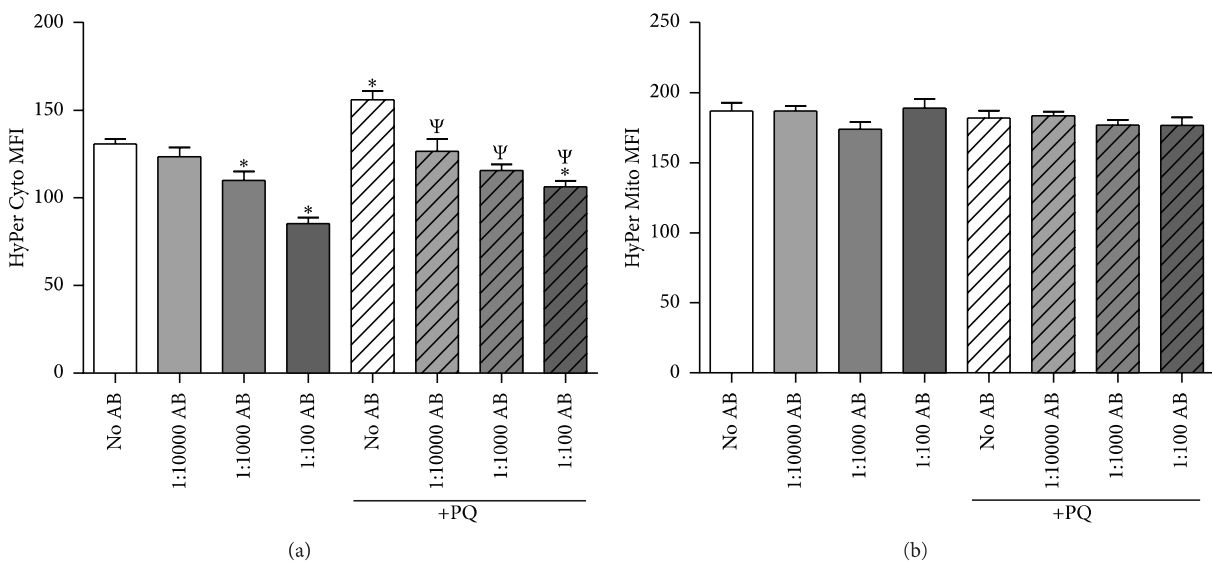 200
150
100
50
0
HyPer Cyto MFI
*
*
*
Ψ
Ψ
Ψ
*
No AB
1:10000 AB
1:1000 AB
1:100 AB
No AB
1:10000 AB
1:1000 AB
1:100 AB
+PQ
(a)
250
200
150
100
50
0
HyPer Mito MFI
No AB
1:10000 AB
1:1000 AB
1:100 AB
No AB
1:10000 AB
1:1000 AB
1:100 AB
+PQ
(b)